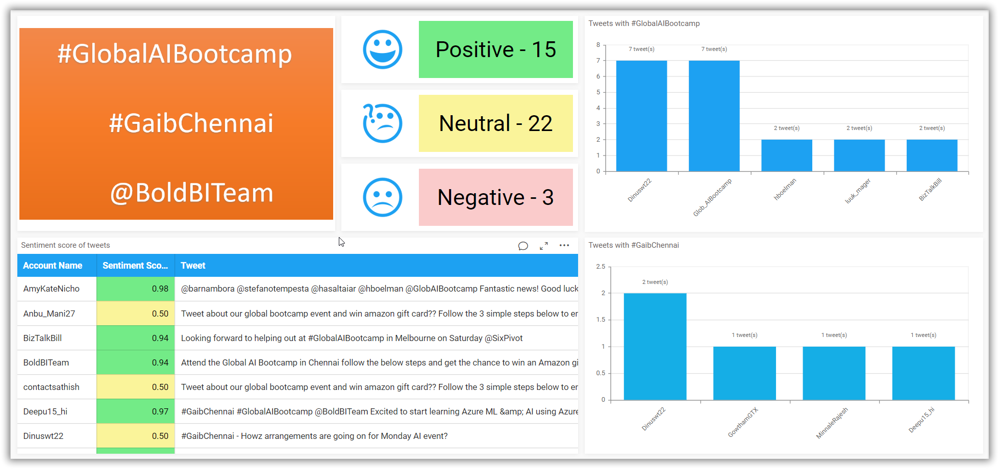 #GlobalAIBootcamp
#GaibChennai
@BoldBITeam
Positive - 15
Neutral - 22
Negative - 3
Tweets with #GlobalAIBootcamp
8
7
6
5
4
3
2
1
0
7 tweet(s)
7 tweet(s)
2 tweet(s)
2 tweet(s)
2 tweet(s)
Dinuswt22
Glob_AIBootcamp
hboelman
luuk_mager
BizTalkBill
Sentiment score of tweets
Account Name Sentiment Sco... Tweet
AmyKateNicho 0.98 @barnambora @stefanotempesta @hasaltaiar @hboelman @GlobAIBootcamp Fantastic news! Good luck
Anbu_Mani27 0.50 Tweet about our global bootcamp event and win amazon gift card?? Follow the 3 simple steps below to er
BizTalkBill 0.94 Looking forward to helping out at #GlobalAIBootcamp in Melbourne on Saturday @SixPivot
BoldBITeam 0.94 Attend the Global AI Bootcamp in Chennai follow the below steps and get the chance to win an Amazon gi
contactsathish 0.50 Tweet about our global bootcamp event and win amazon gift card?? Follow the 3 simple steps below to er
Deepu15_hi 0.97 #GaibChennai #GlobalAIBootcamp @BoldBITeam Excited to start learning Azure ML &amp; AI using Azure
Dinuswt22 0.50 #GaibChennai - Howz arrangements are going on for Monday AI event?
Tweets with #GaibChennai
2.5
2
1.5
1
0.5
0
2 tweet(s)
1 tweet(s)
1 tweet(s)
1 tweet(s)
Dinuswt22
GowthamGTX
MinnaleRajesh
Deepu15_hi